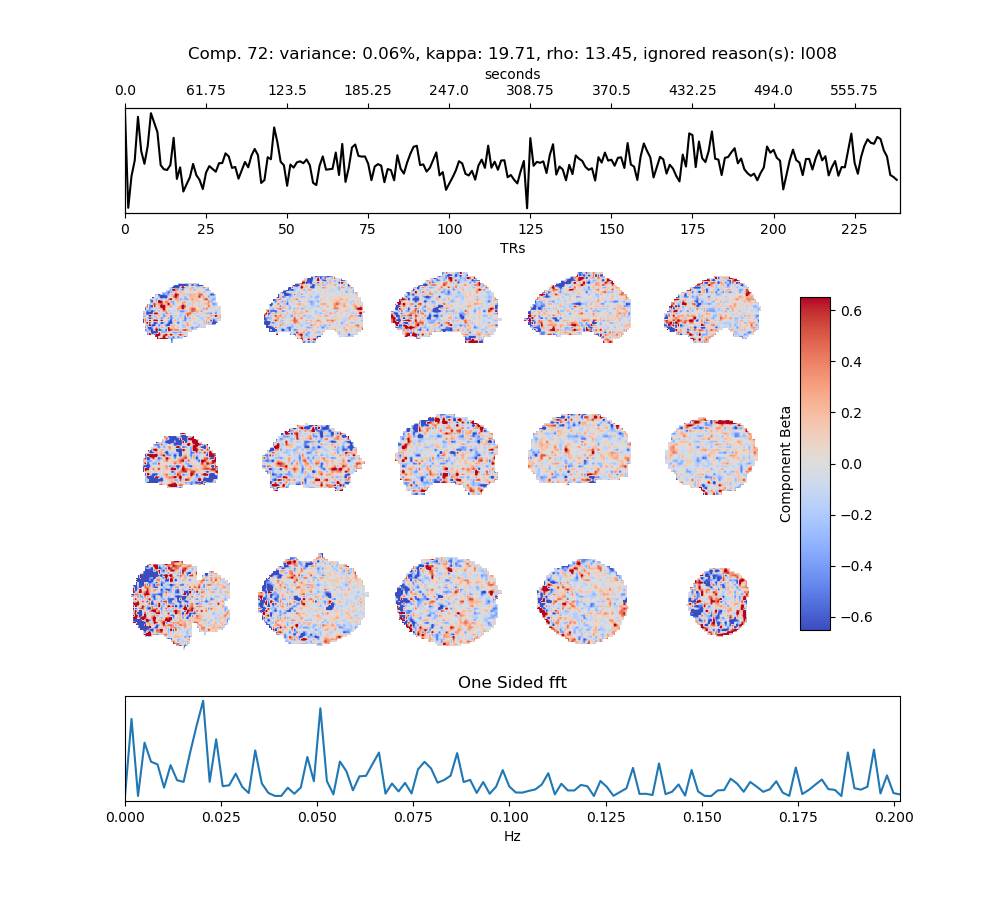 Comp. 72: variance: 0.06%, kappa: 19.71, rho: 13.45, ignored reason(s): I008
seconds
0.0 61.75 123.5 185.25 247.0 308.75 370.5 432.25 494.0 555.75
0 25 50 75 100 125 150 175 200 225
TRs
0.6
0.4
0.2
0.0
−0.2
−0.4
−0.6
Component Beta
One Sided fft
0.000 0.025 0.050 0.075 0.100 0.125 0.150 0.175 0.200
Hz